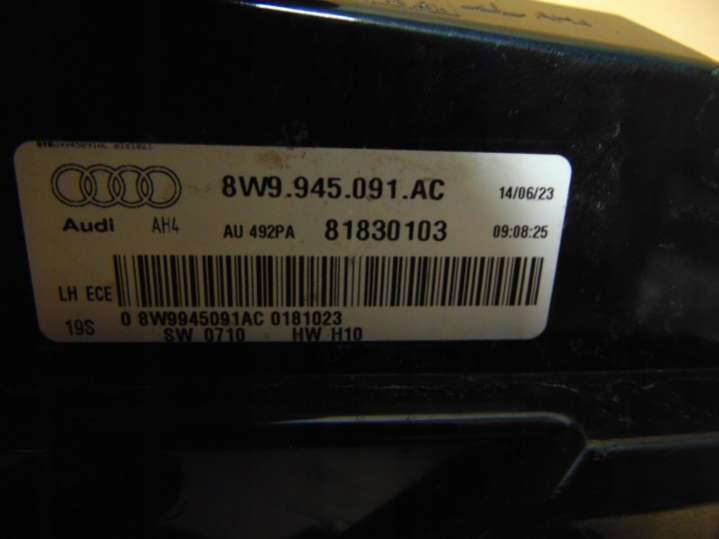 8W9.945.091.AC 14/06/23
Audi AH4 AU 492PA 81830103 09:08:25
LH ECE
19S 0 8W9945091AC 0181023
SW 0710 HW H10